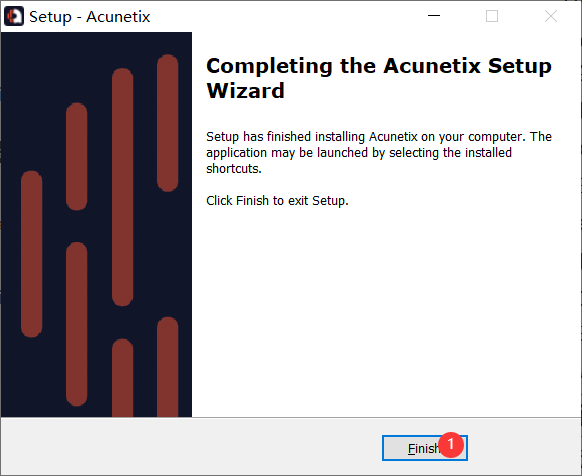 Setup - Acunetix
Completing the Acunetix Setup
Wizard
Setup has finished installing Acunetix on your computer. The
application may be launched by selecting the installed
shortcuts.
Click Finish to exit Setup.
Finish
1